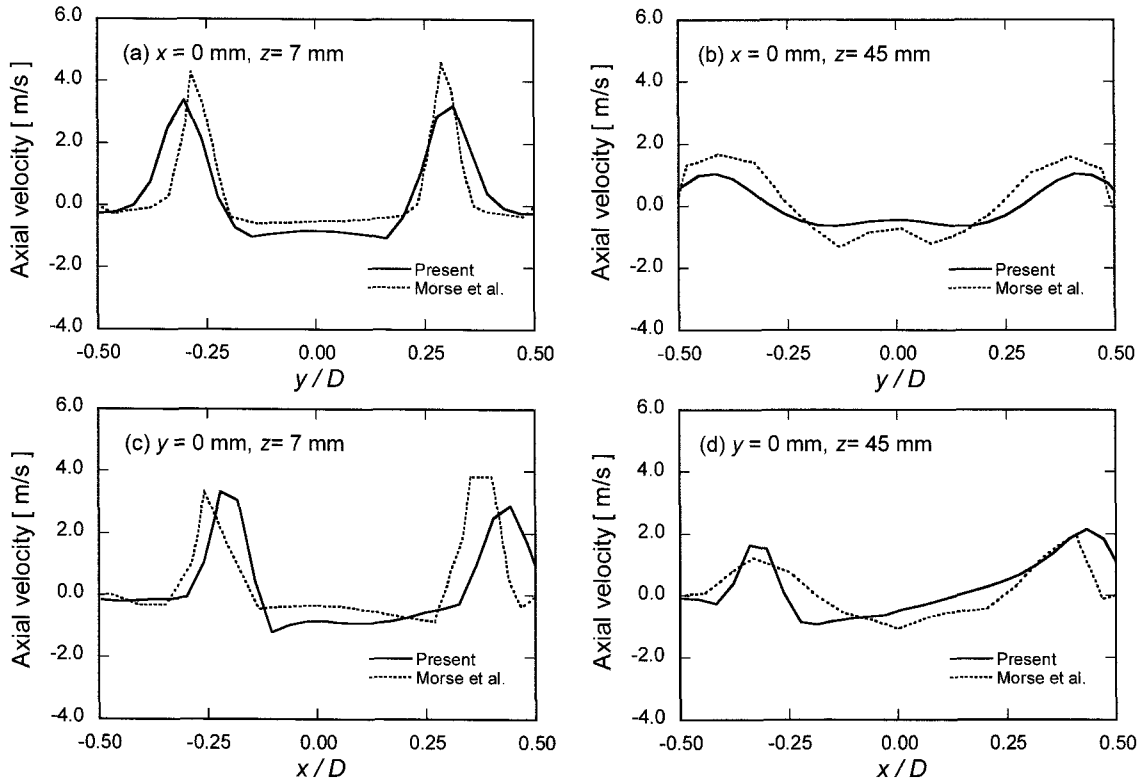 6.0
4.0
2.0
0.0
-2.0
-4.0
Axial velocity [ m/s ]
(a) x = 0 mm, z= 7 mm
Present
Morse et al.
-0.50
-0.25
0.00
0.25
0.50
y / D
6.0
4.0
2.0
0.0
-2.0
-4.0
Axial velocity [ m/s ]
(b) x = 0 mm, z= 45 mm
Present
Morse et al.
-0.50
-0.25
0.00
0.25
0.50
y / D
6.0
4.0
2.0
0.0
-2.0
-4.0
Axial velocity [ m/s ]
(c) y = 0 mm, z= 7 mm
Present
Morse et al.
-0.50
-0.25
0.00
0.25
0.50
x / D
6.0
4.0
2.0
0.0
-2.0
-4.0
Axial velocity [ m/s ]
(d) y = 0 mm, z= 45 mm
Present
Morse et al.
-0.50
-0.25
0.00
0.25
0.50
x / D